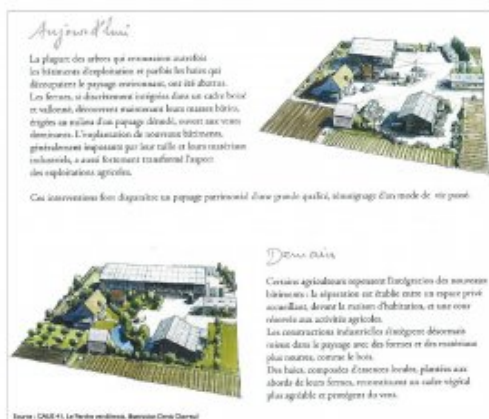 Aujourd'hui
La plupart des arbres qui entouraient autrefois
les bâtiments d'exploitation et parfois les haies qui
découpaient le paysage environnant, ont été abattus.
Les fermes, si discrètement intégrées dans un cadre boisé
et vallonné, découvrent maintenant leurs masses bâties,
érigées au milieu d'un paysage dénudé, ouvert aux vents
dominants. L'implantation de nouveaux bâtiments,
généralement imposants par leur taille et leurs matériaux
industriels, a aussi fortement transformé l'aspect
des exploitations agricoles.
Ces interventions font disparaître un paysage patrimonial d'une grande qualité, témoignage d'un mode de vie passé
Demain
Certains agriculteurs repensent l'intégration des nouveaux
bâtiments : la séparation est établie entre un espace privé
accueillant, devant la maison d'habitation, et une cour
réservée aux activités agricoles.
Les constructions industrielles s'intègrent désormais
mieux dans le paysage avec des formes et des matériaux
plus neutres, comme le bois.
Des haies, composées d'essences locales, plantées aux
abords de leurs fermes, reconstituent un cadre végétal
plus agréable et protègent du vent.
Source : CAUE 41, Le Perche vendômois,